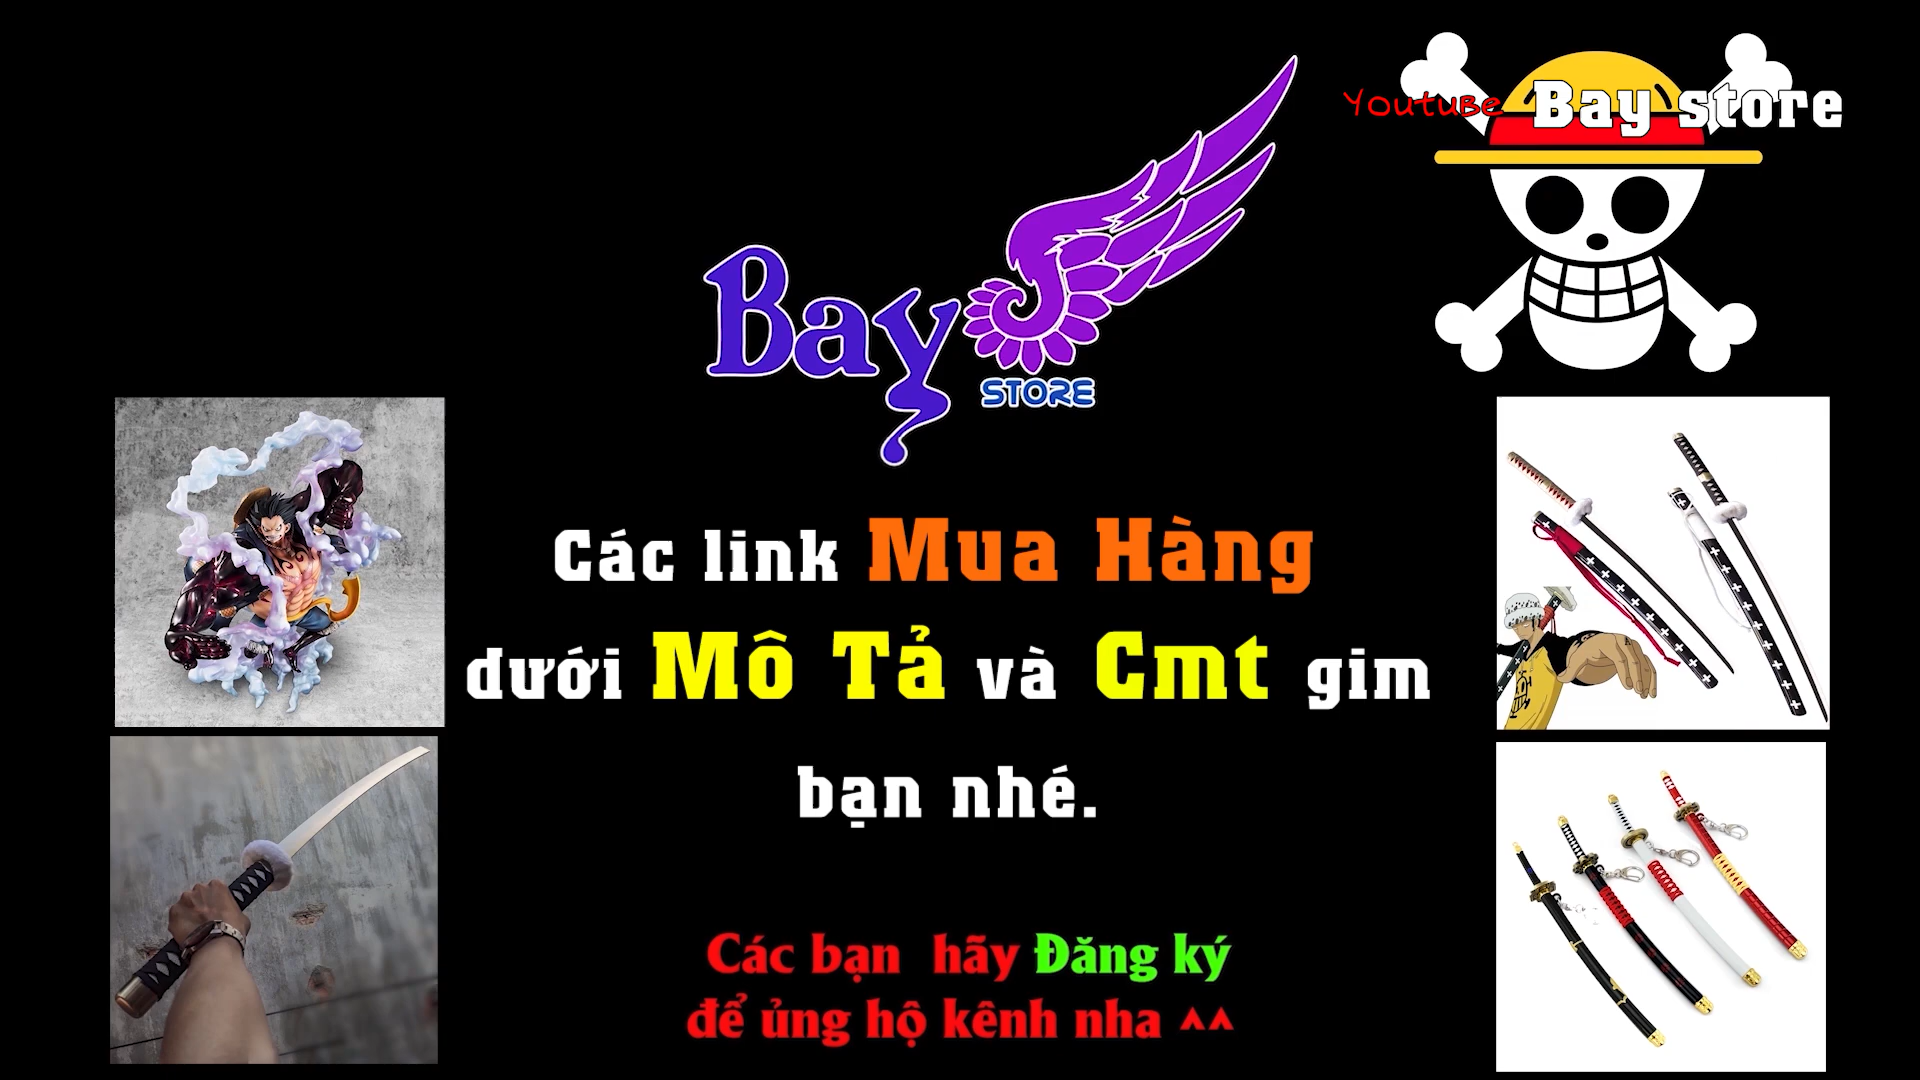 Youtube Bay store
Bay
STORE
Các link Mua Hàng
dưới Mô Tả và Cmt gim
bạn nhé.
Các bạn hãy Đăng ký
để ủng hộ kênh nha ^^